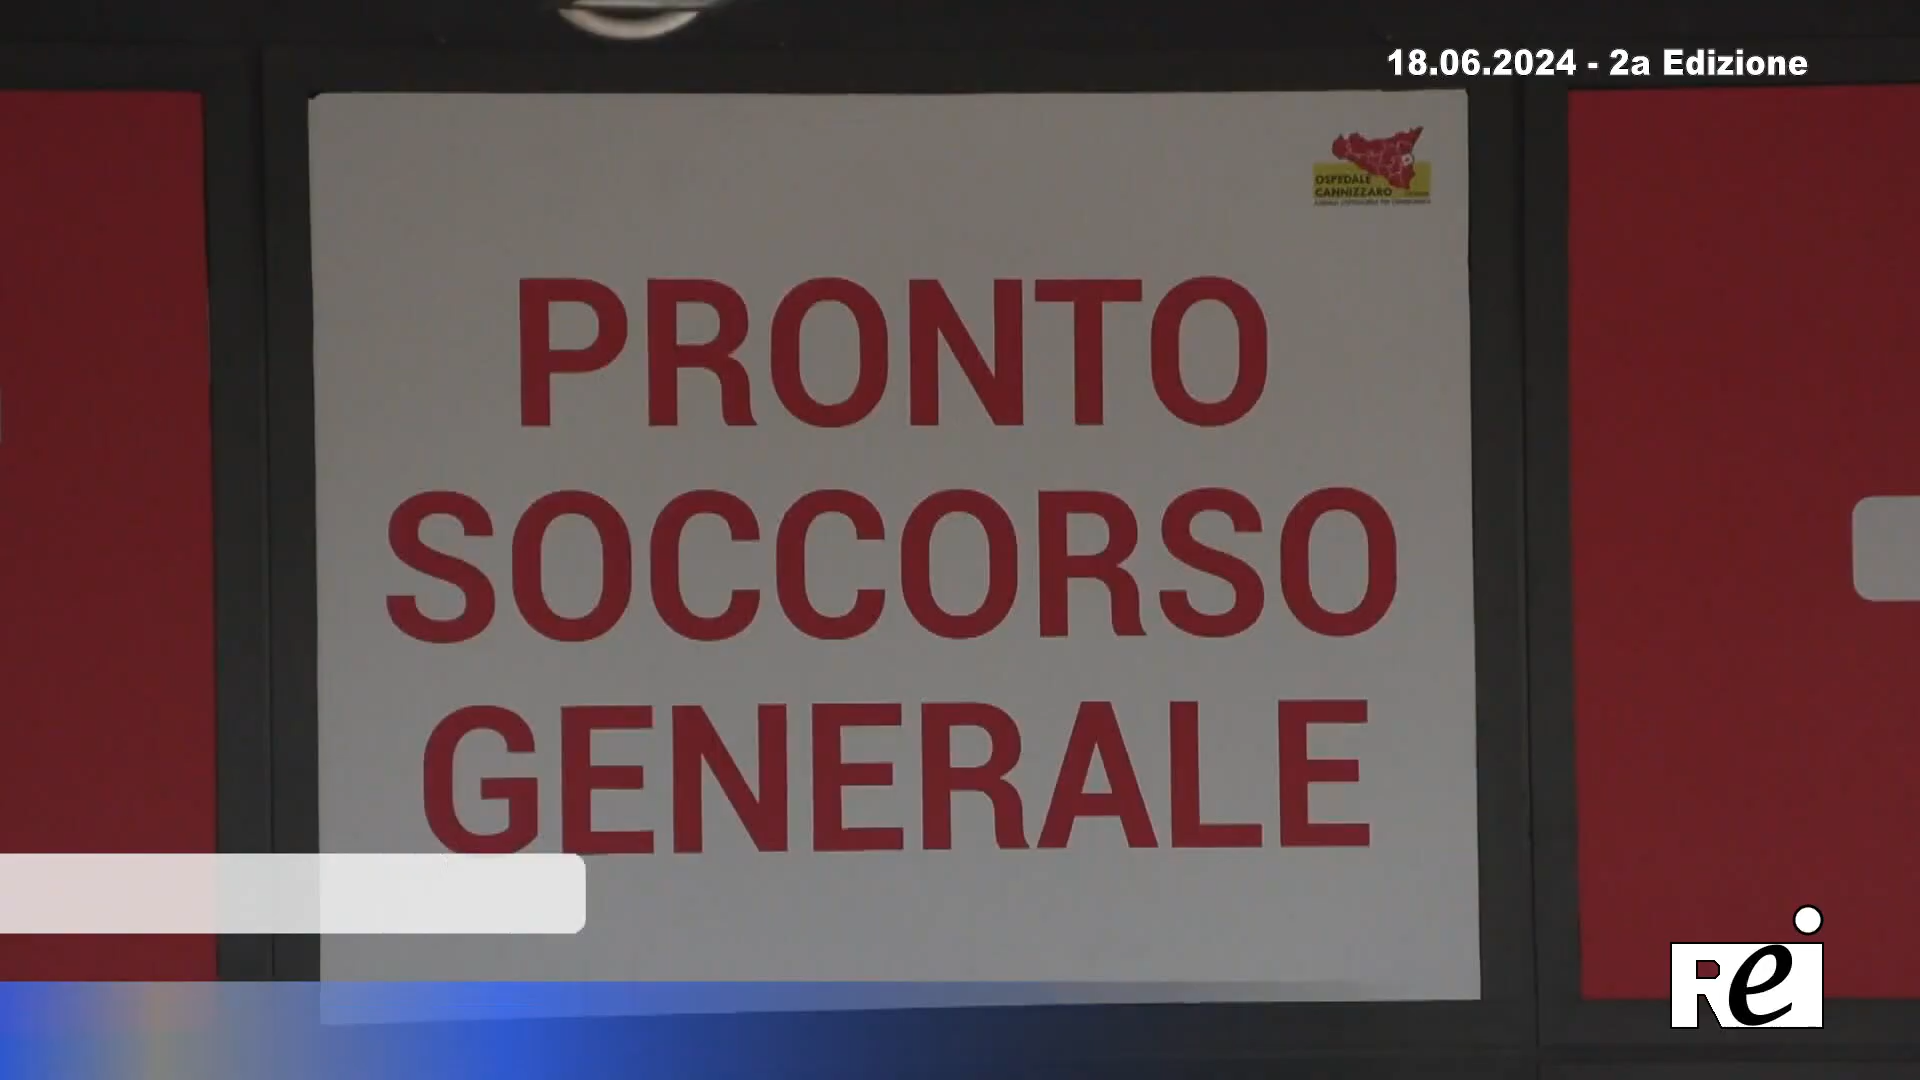 18.06.2024 - 2a Edizione
OSPEDALE
CANNIZZARO
PRONTO
SOCCORSO
GENERALE
Rei